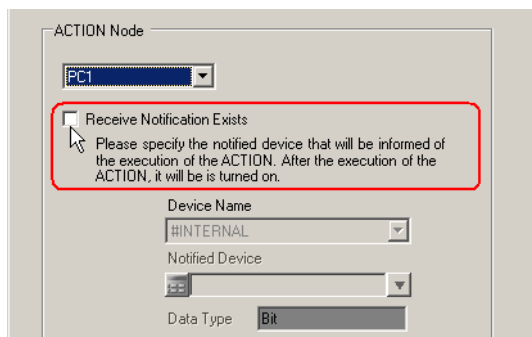 ACTION Node
PC1
Receive Notification Exists
Please specify the notified device that will be informed of
the execution of the ACTION. After the execution of the
ACTION, it will be is turned on.
Device Name
#INTERNAL
Notified Device
Data Type Bit